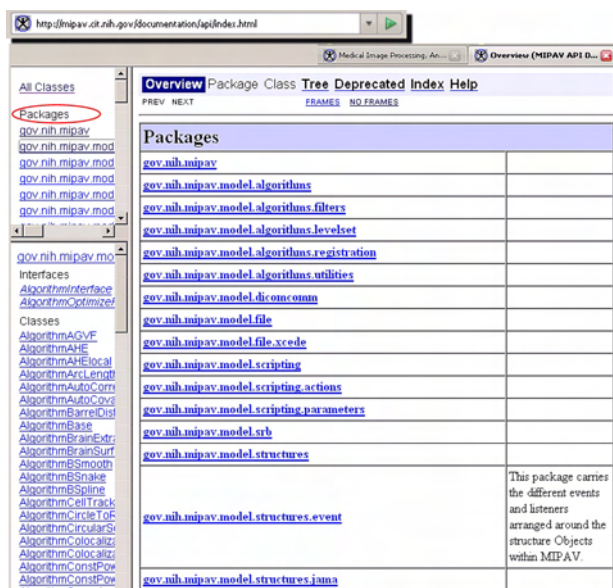 http://mipav.cit.nih.gov/documentation/api/index.html
Medical Image Processing, An...
Overview (MIPAV API D...
All Classes
Packages
gov.nih.mipav
gov.nih.mipav.mod
gov.nih.mipav.mod
gov.nih.mipav.mod
gov.nih.mipav.mod
gov.nih.mipav.mod
gov.nih.mipav.mo
Interfaces
AlgorithmInterface
AlgorithmOptimizeF
Classes
AlgorithmAGVF
AlgorithmAHE
AlgorithmAHElocal
AlgorithmArcLength
AlgorithmAutoCorre
AlgorithmAutoCova
AlgorithmBarrelDist
AlgorithmBase
AlgorithmBrainExtra
AlgorithmBrainSurf
AlgorithmBSmooth
AlgorithmBSnake
AlgorithmBSpline
AlgorithmCellTrack
AlgorithmCircleToR
AlgorithmCircularSe
AlgorithmColocaliza
AlgorithmColocaliza
AlgorithmConstPow
AlgorithmConstPow
Overview Package Class Tree Deprecated Index Help
PREV NEXT FRAMES NO FRAMES
Packages
gov.nih.mipav
gov.nih.mipav.model.algorithms
gov.nih.mipav.model.algorithms.filters
gov.nih.mipav.model.algorithms.levelset
gov.nih.mipav.model.algorithms.registration
gov.nih.mipav.model.algorithms.utilities
gov.nih.mipav.model.dicomcomm
gov.nih.mipav.model.file
gov.nih.mipav.model.file.xcede
gov.nih.mipav.model.scripting
gov.nih.mipav.model.scripting.actions
gov.nih.mipav.model.scripting.parameters
gov.nih.mipav.model.srb
gov.nih.mipav.model.structures
gov.nih.mipav.model.structures.event
This package carries
the different events
and listeners
arranged around the
structure Objects
within MIPAV.
gov.nih.mipav.model.structures.jama